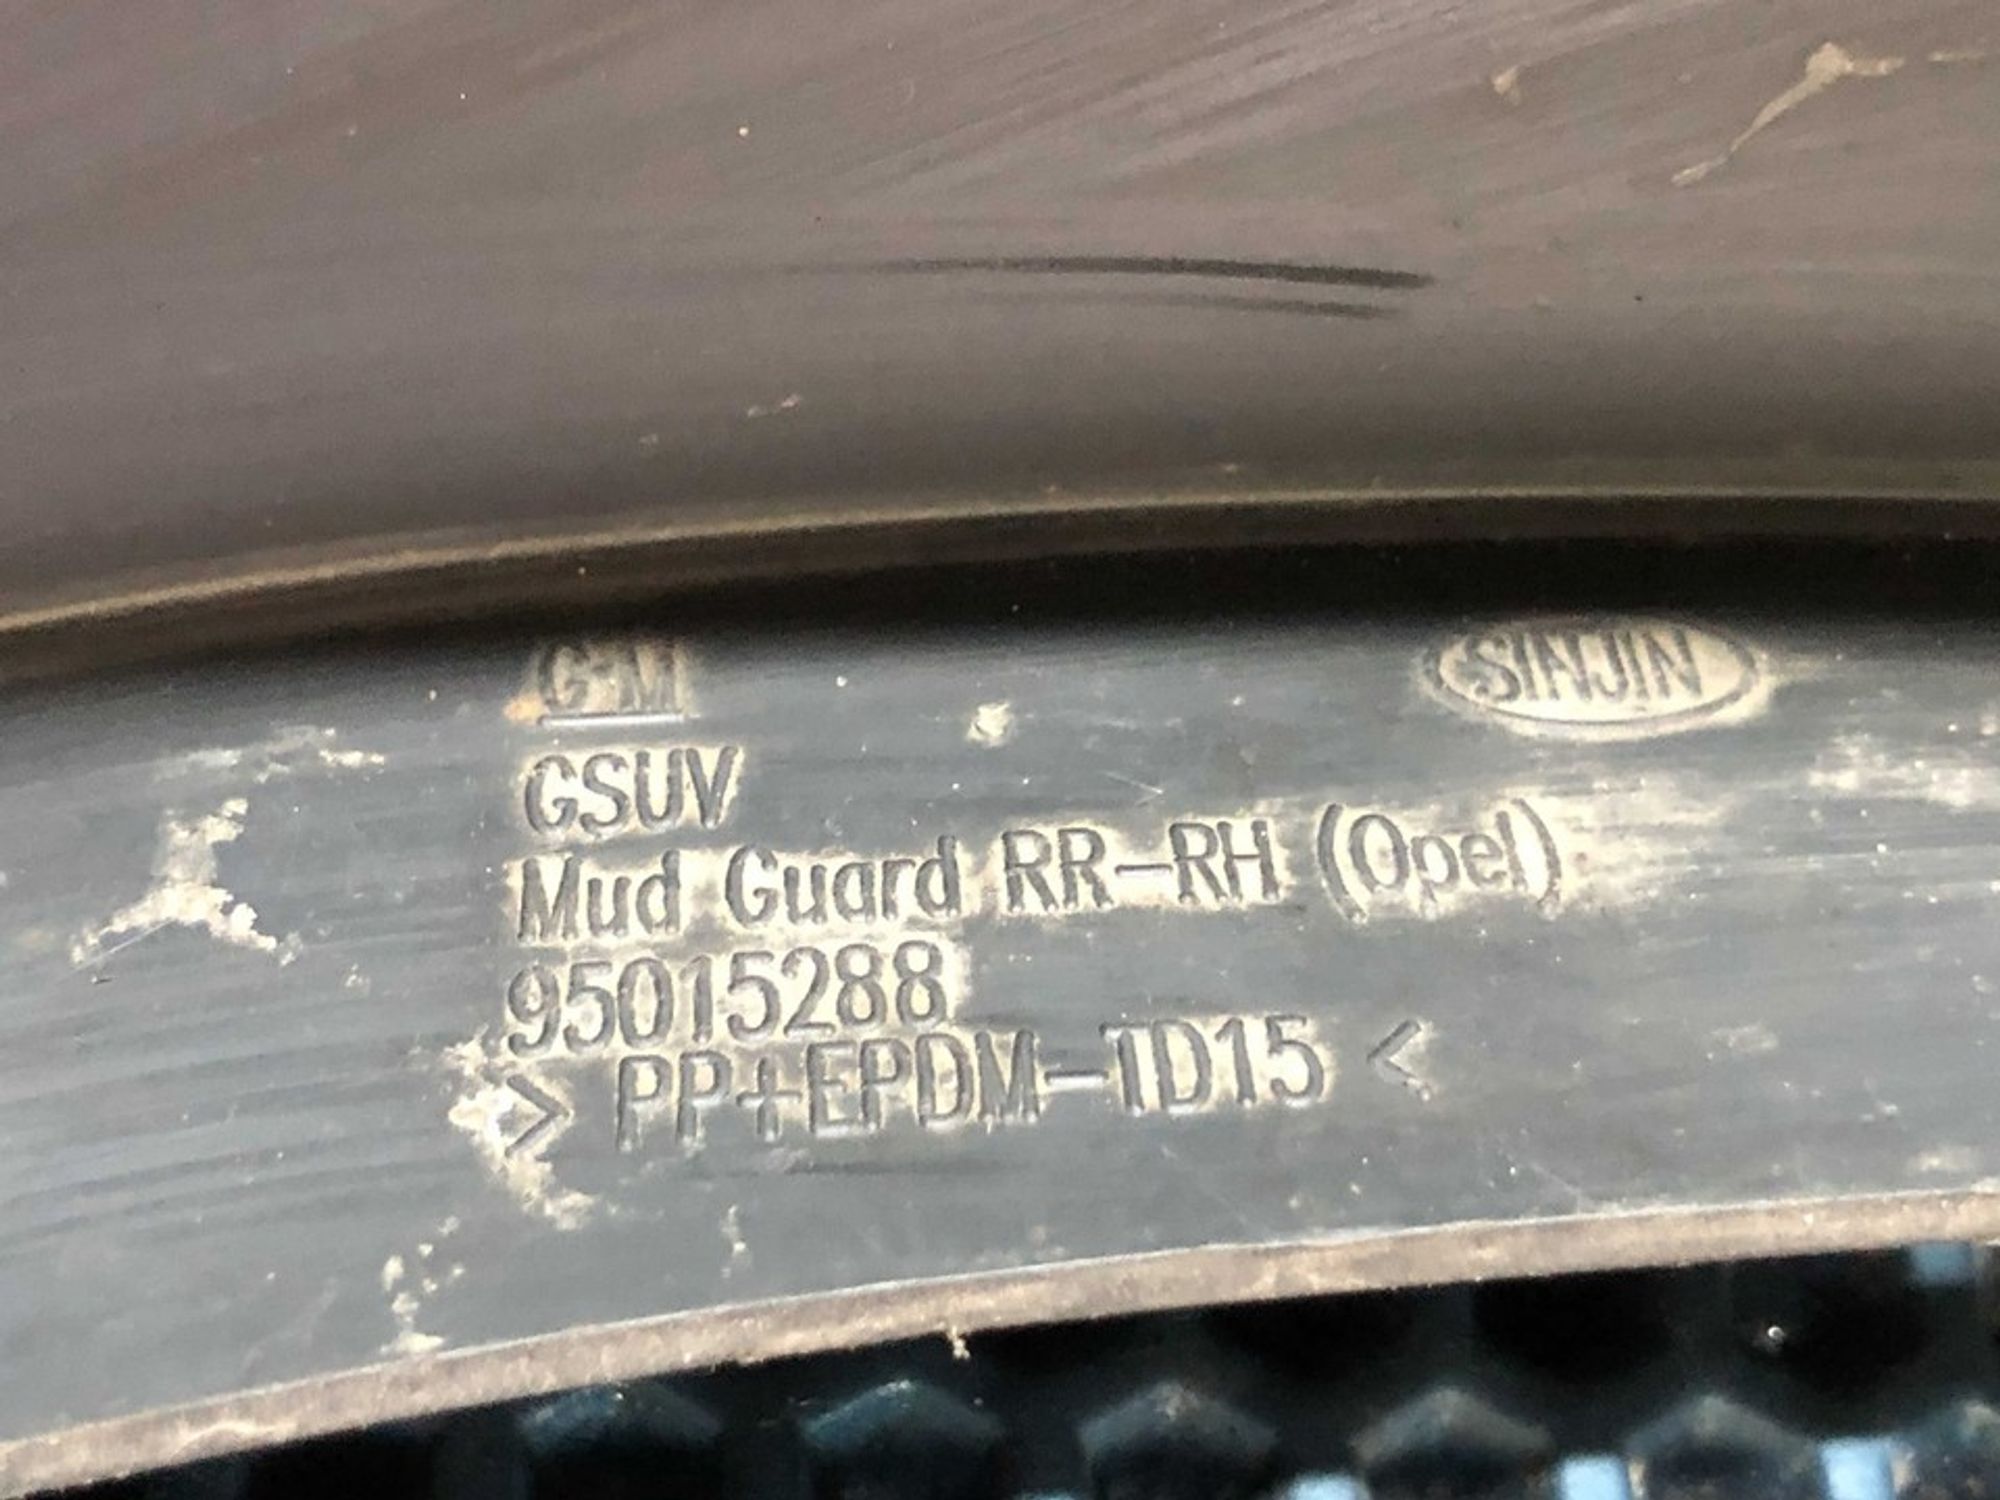 GM
SINJIN
GSUV
Mud Guard RR-RH (Opel)
95015288
> PP+EPDM-TD15 <